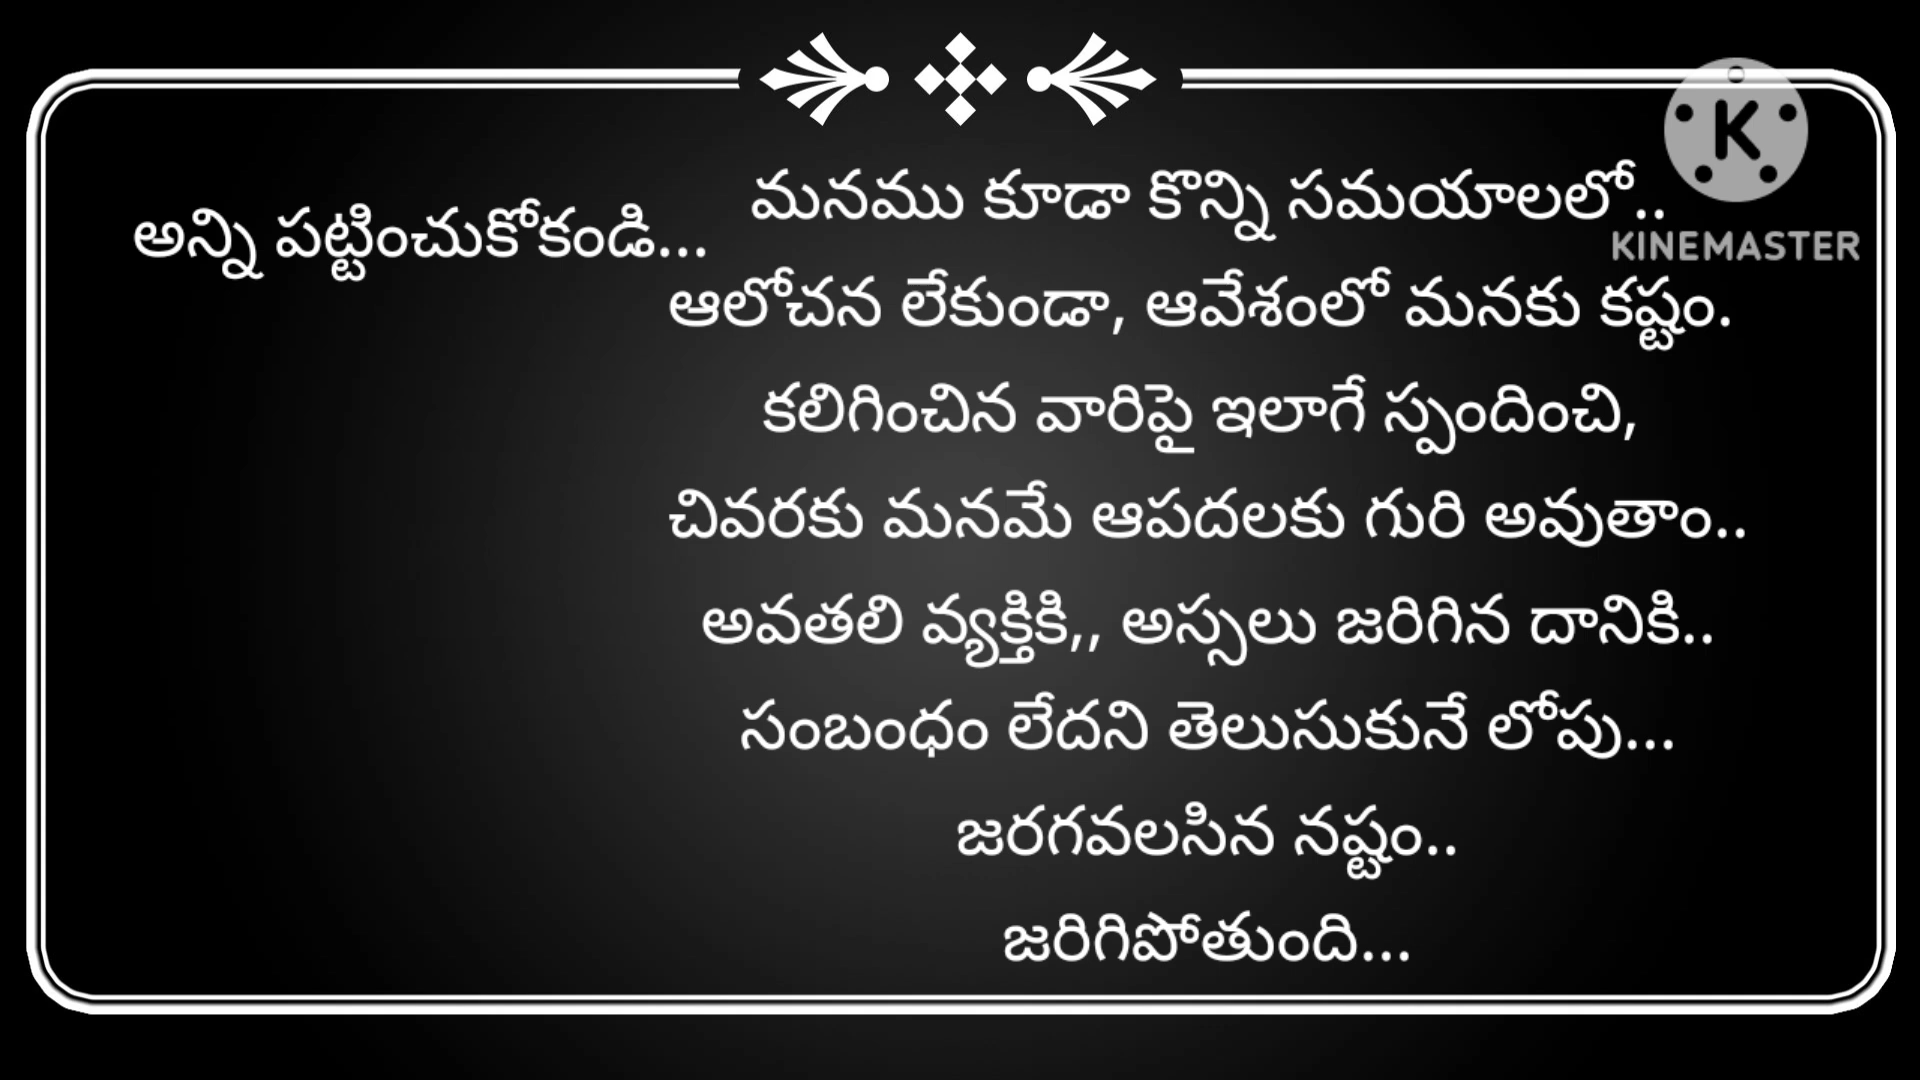 అన్ని పట్టించుకోకండి...
మనము కూడా కొన్ని సమయాలలో..
ఆలోచన లేకుండా, ఆవేశంలో మనకు కష్టం.
కలిగించిన వారిపై ఇలాగే స్పందించి,
చివరకు మనమే ఆపదలకు గురి అవుతాం..
అవతలి వ్యక్తికి,, అస్సలు జరిగిన దానికి..
సంబంధం లేదని తెలుసుకునే లోపు...
జరగవలసిన నష్టం..
జరిగిపోతుంది...
K
KINEMASTER